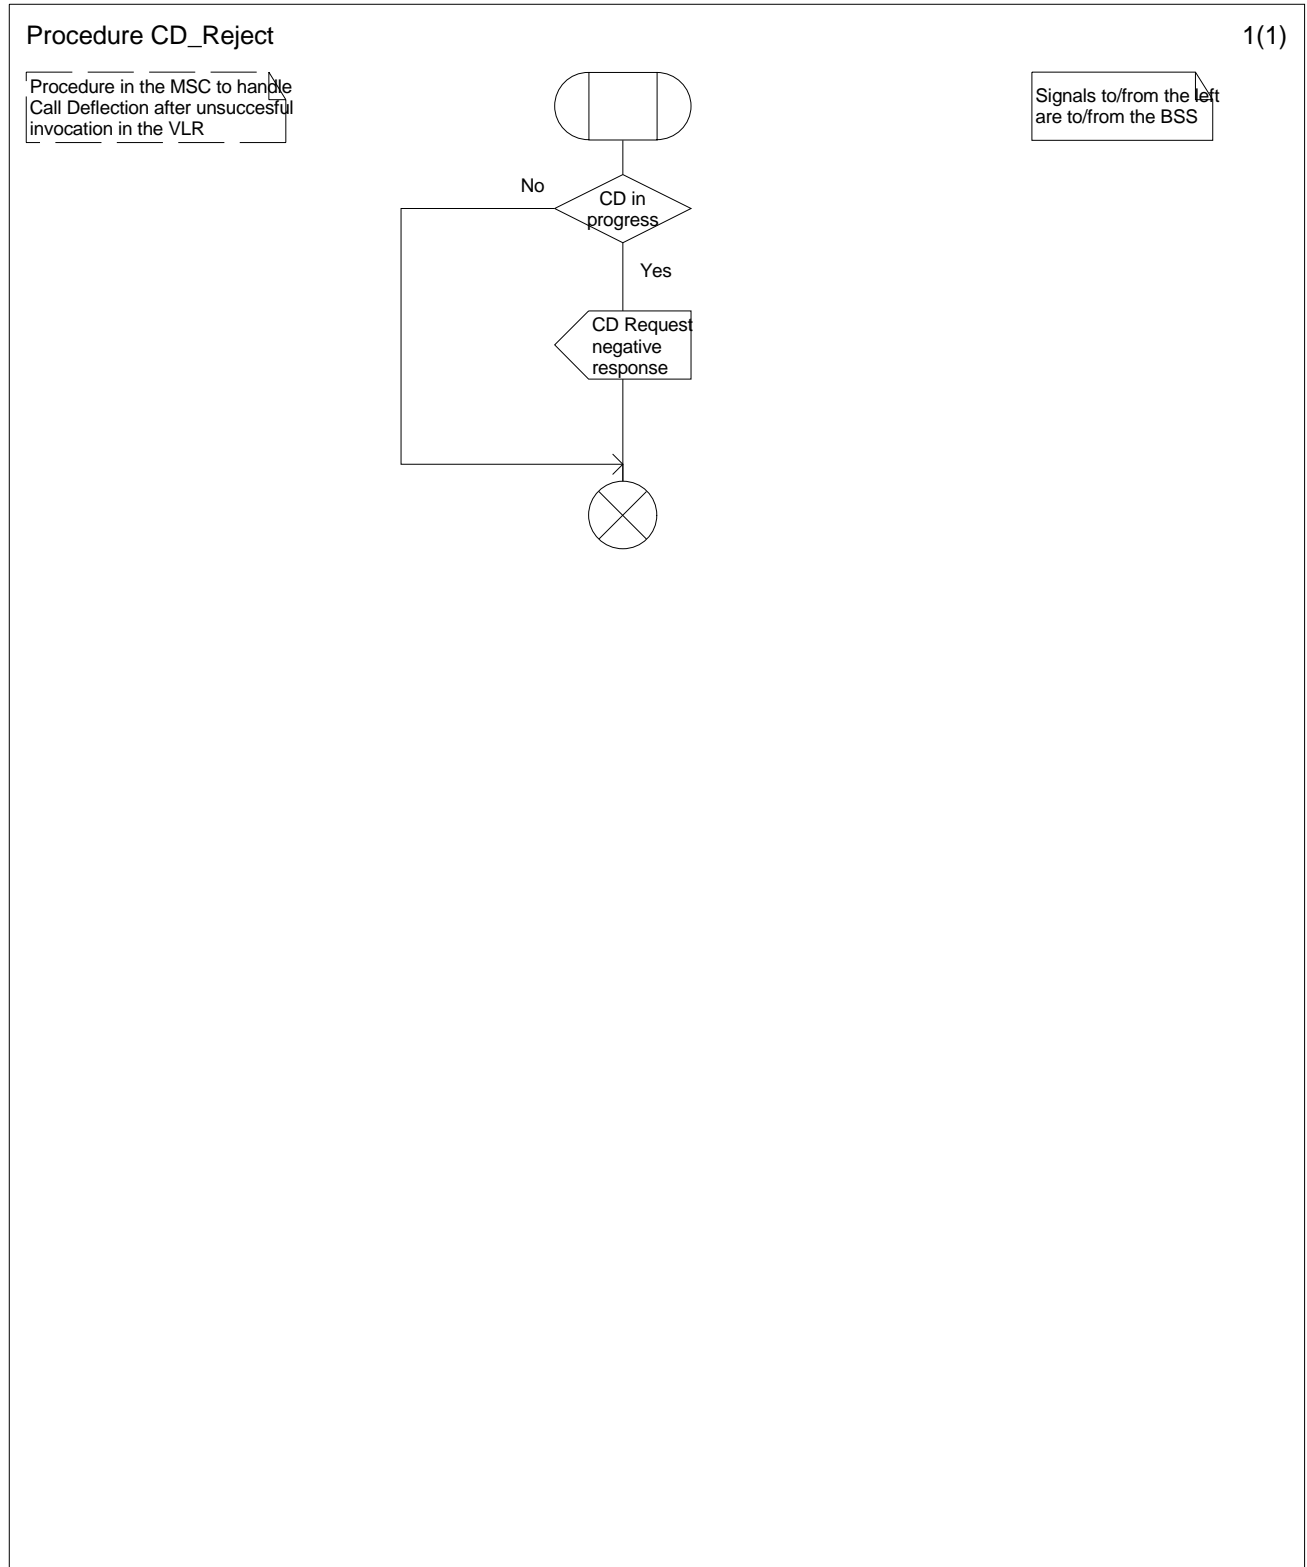 Procedure CD_Reject
1(1)
Procedure in the MSC to handle
Call Deflection after unsuccesful
invocation in the VLR
Signals to/from the left
are to/from the BSS
No
CD in
progress
Yes
CD Request
negative
response